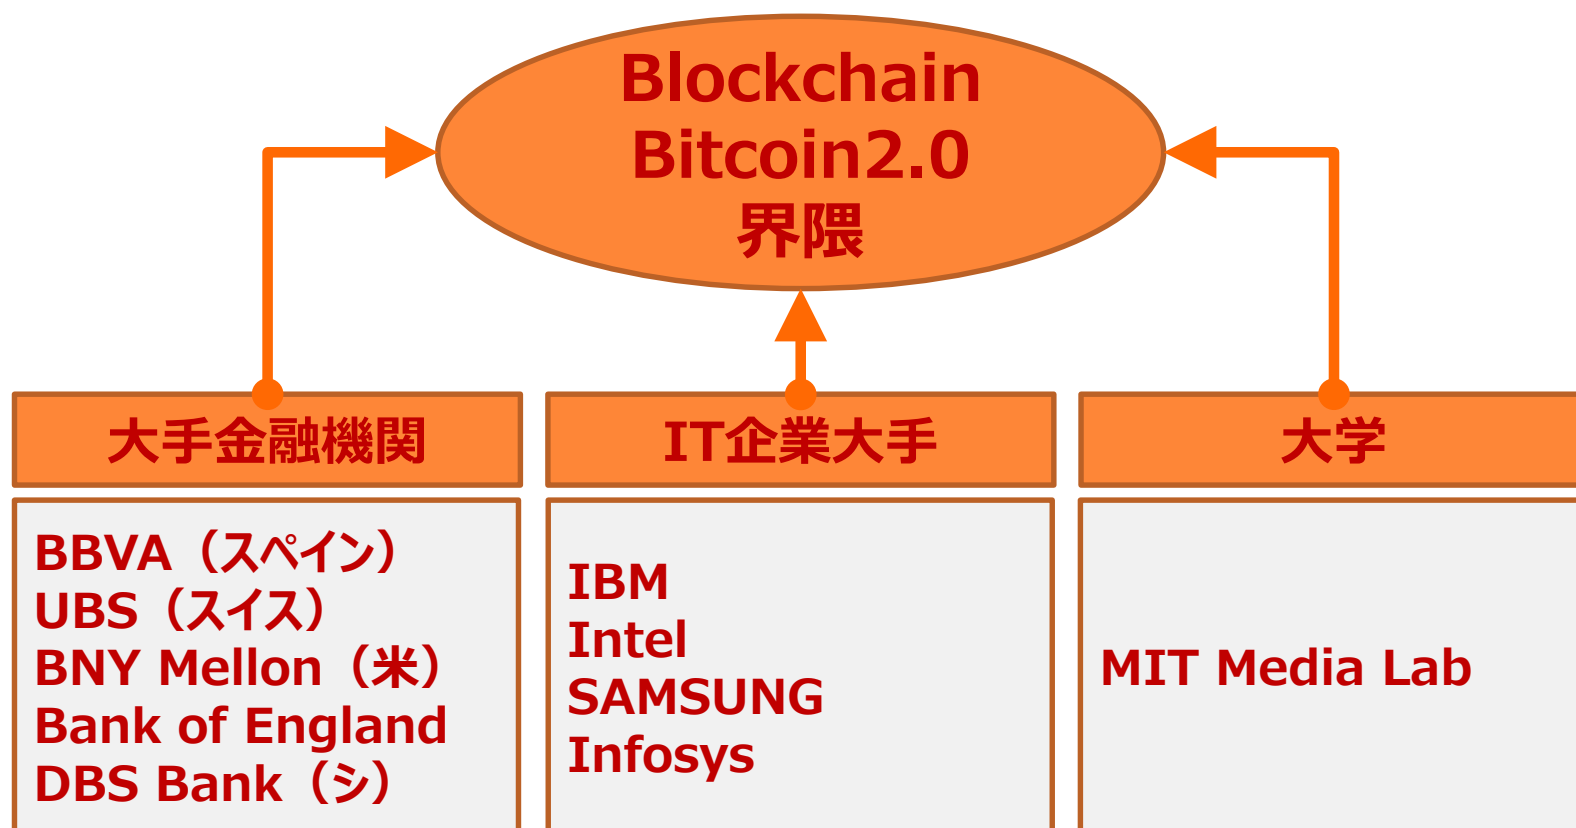 Blockchain
Bitcoin2.0
界隈
大手金融機関
IT企業大手
大学
BBVA（スペイン）
UBS（スイス）
BNY Mellon（米）
Bank of England
DBS Bank（シ）
IBM
Intel
SAMSUNG
Infosys
MIT Media Lab